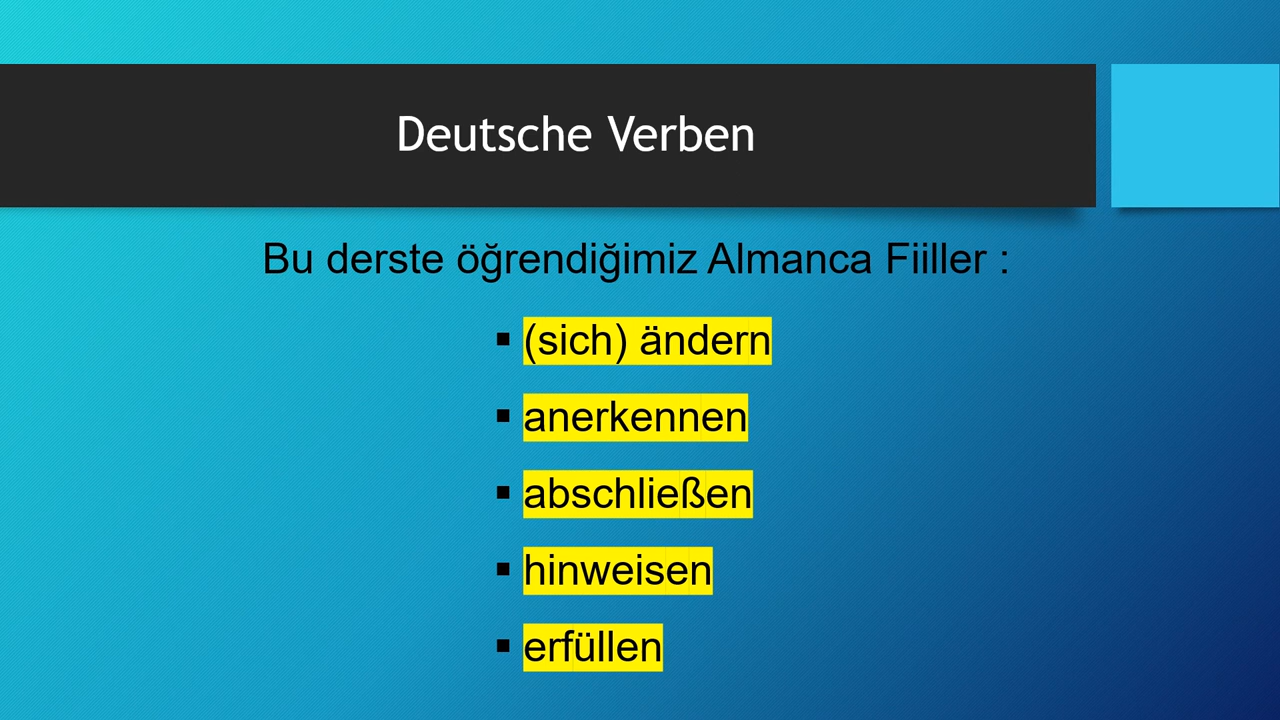 Deutsche Verben
Bu derste öğrendiğimiz Almanca Fiiller :
▪ (sich) ändern
▪ anerkennen
▪ abschließen
▪ hinweisen
▪ erfüllen